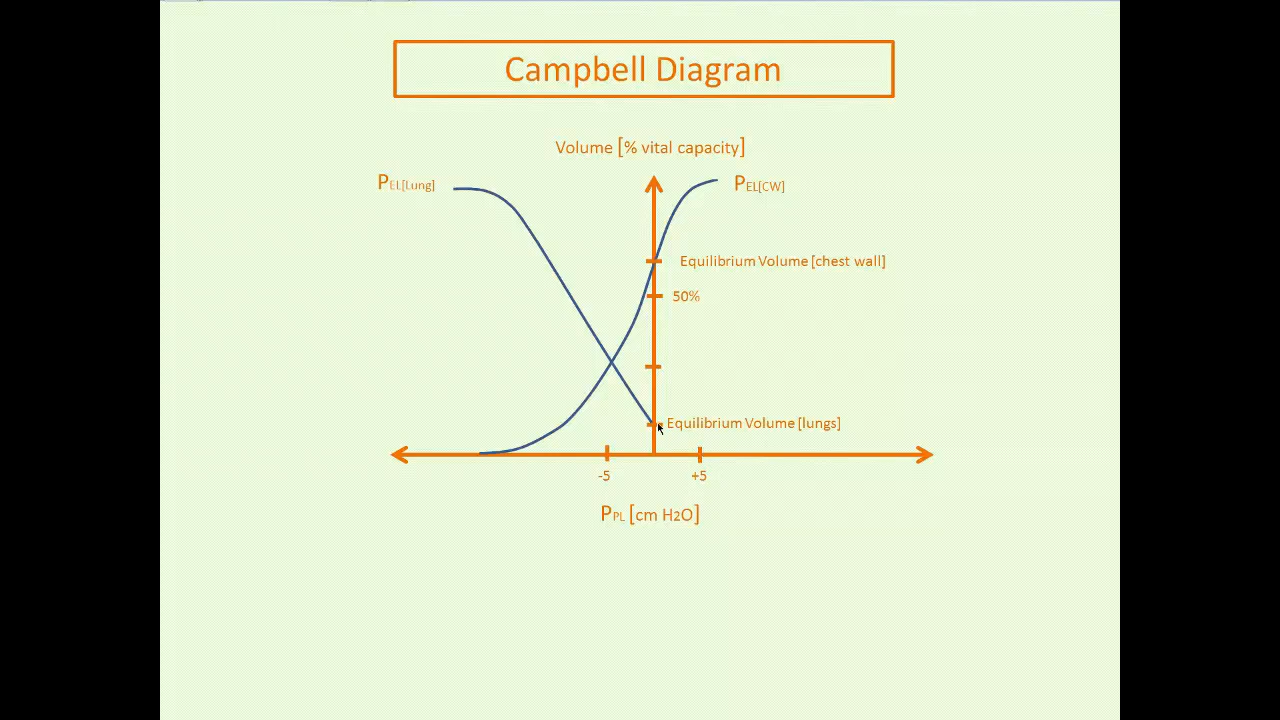 Campbell Diagram
Volume [% vital capacity]
PEL[Lung]
PEL[CW]
Equilibrium Volume [chest wall]
50%
Equilibrium Volume [lungs]
-5
+5
PPL [cm H2O]